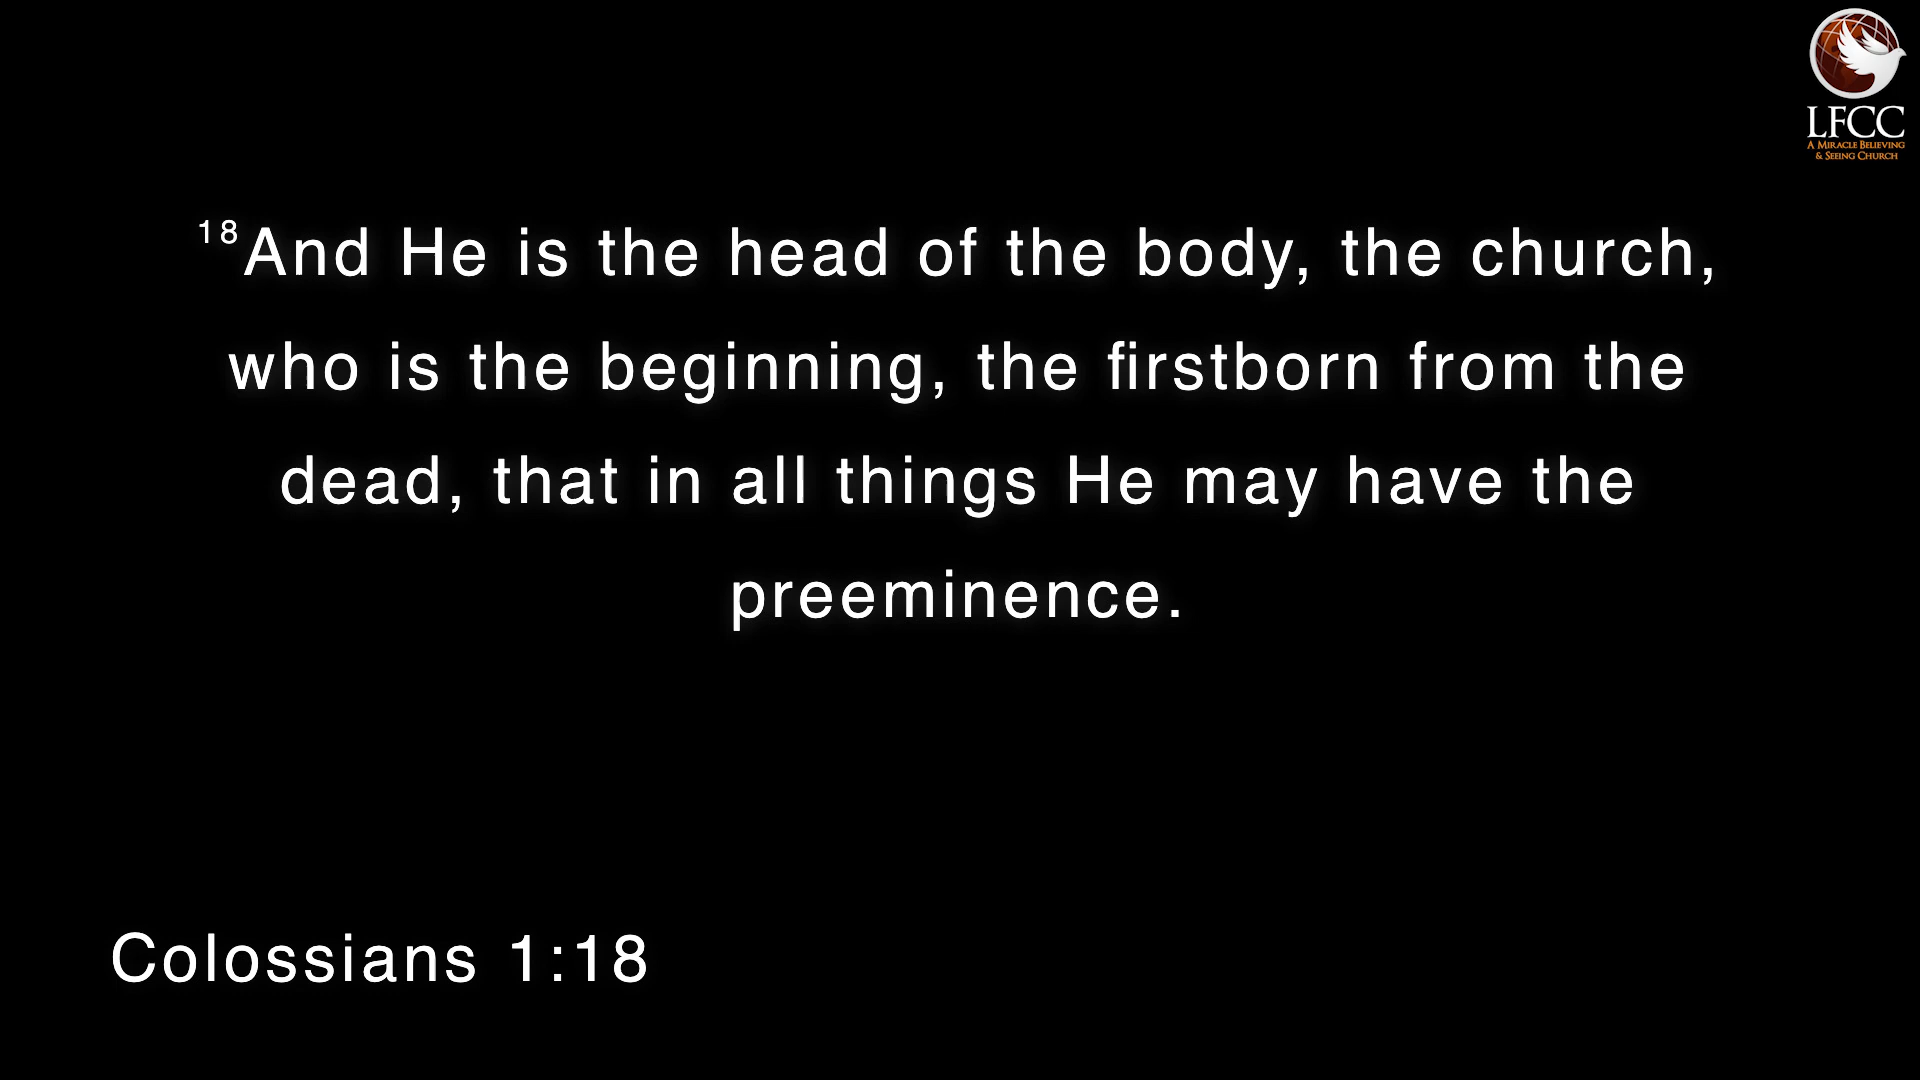 LFCC
A Miracle Believing
& Seeing Church
18And He is the head of the body, the church,
who is the beginning, the firstborn from the
dead, that in all things He may have the
preeminence.
Colossians 1:18